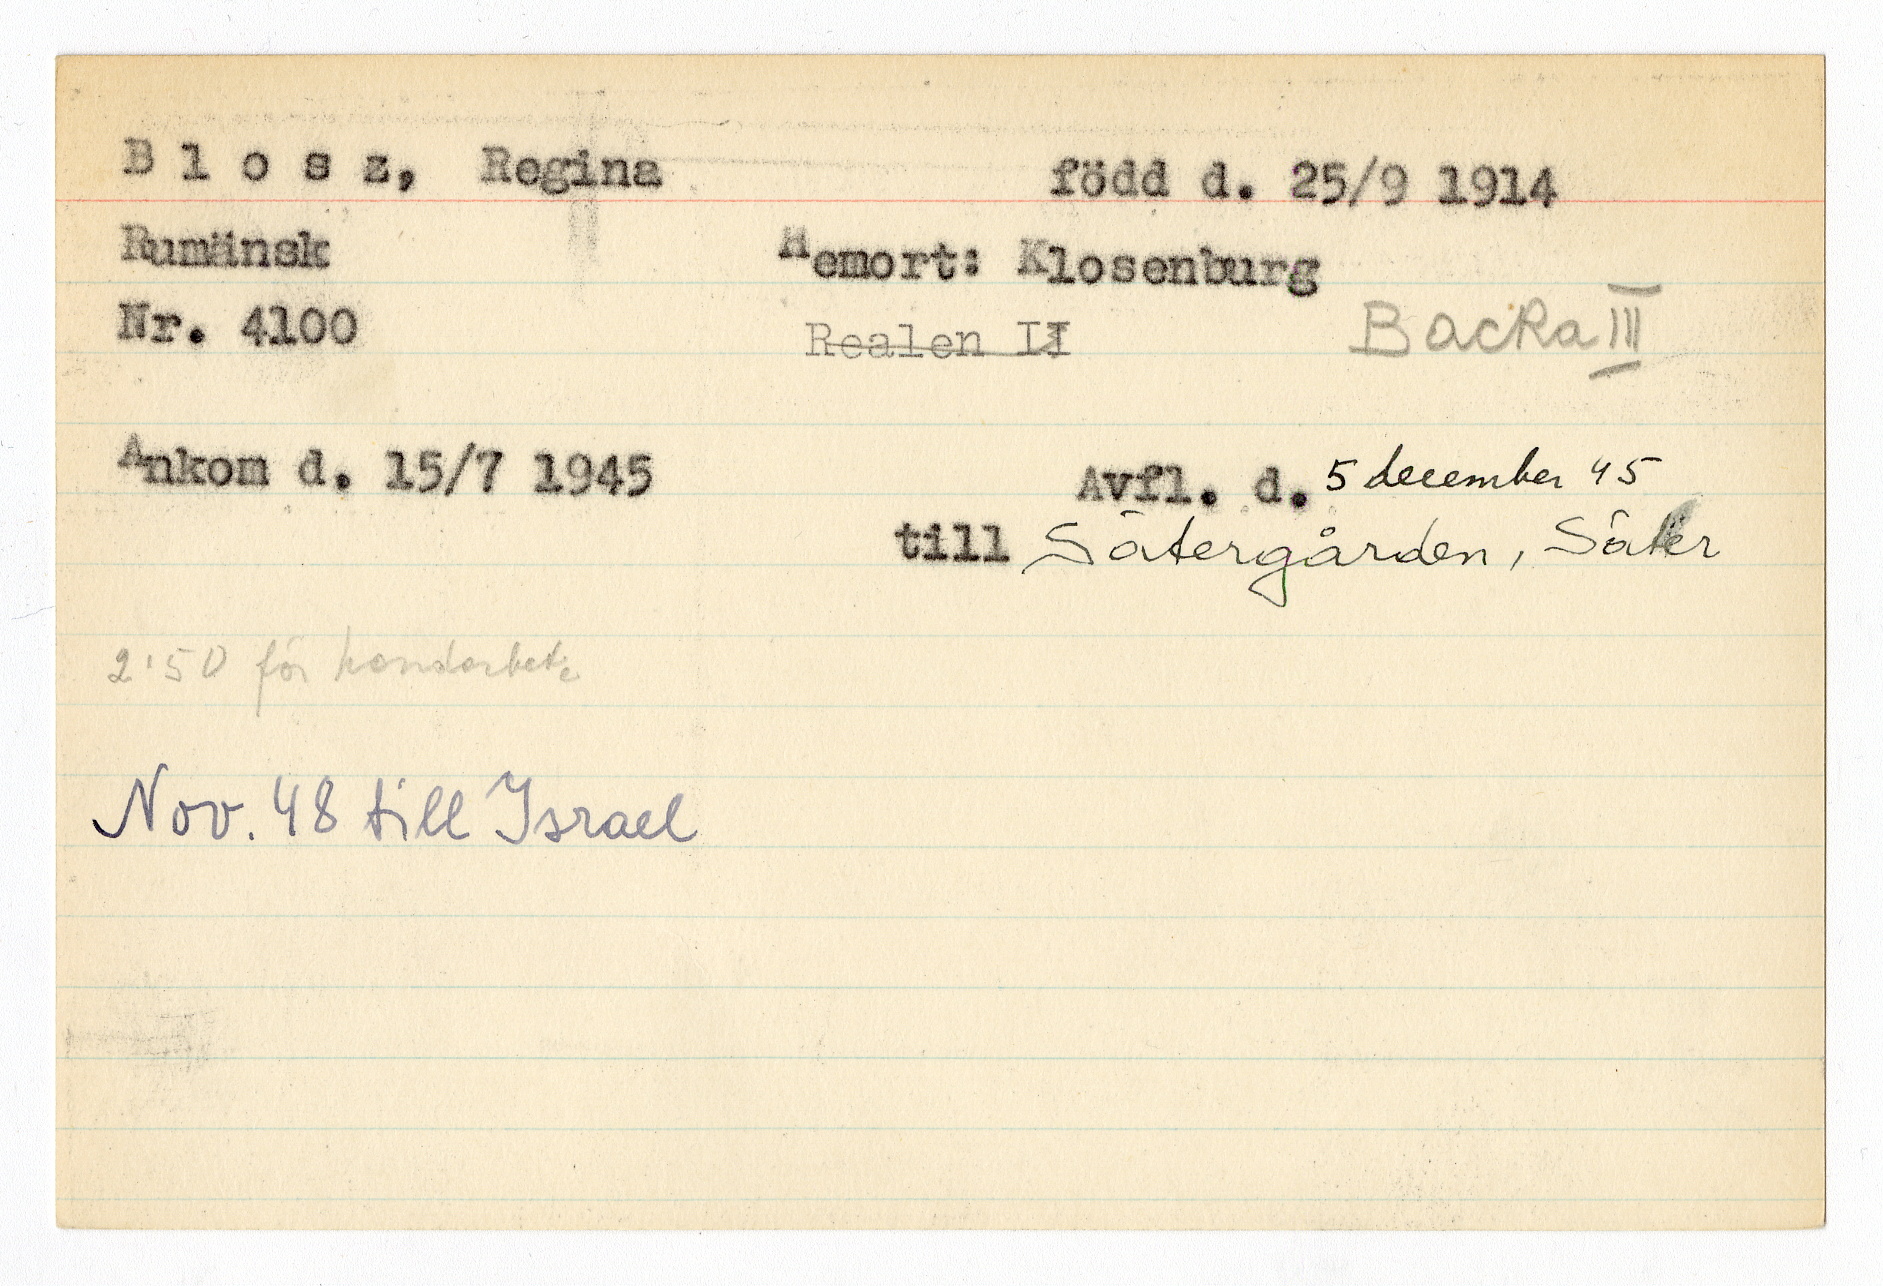 Blosz, Regina född d. 25/9 1914
Rumänsk Hemort: Klosenburg
Nr. 4100 Realen II Backa III
Ankom d. 15/7 1945 Avfl. d. 5 december 45
till Sätergården, Säter
2:50 för handarbete
Nov. 48 till Israel